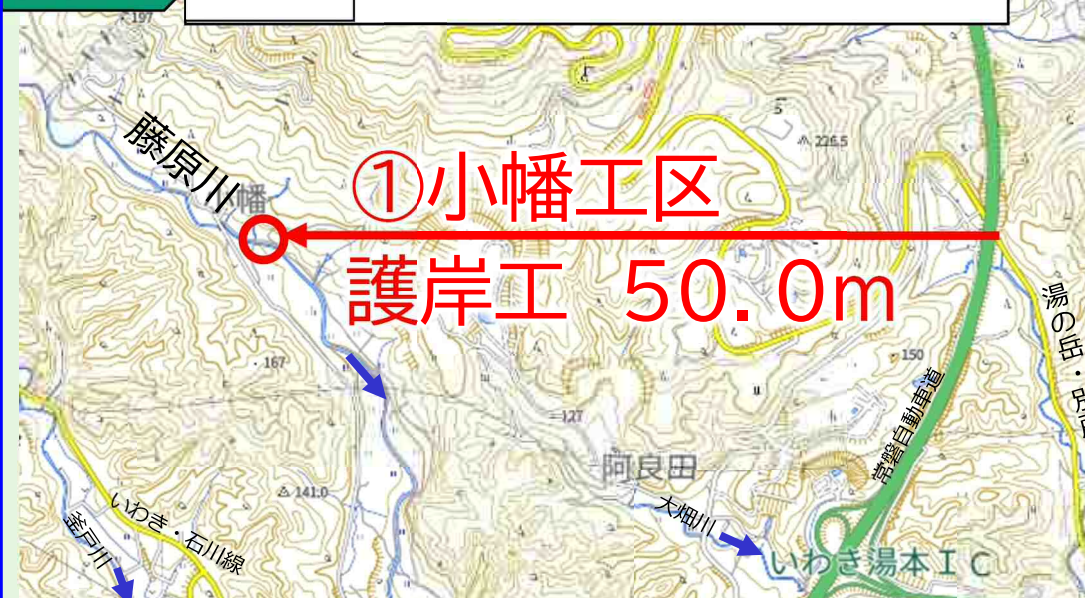 197
藤原川
幡
①小幡工区
226.5
護岸工 50.0m
湯の岳・別
167
150
常磐自動車道
127
阿良田
141.0
大畑川
いわき・石川線
釜戸川
いわき湯本IC